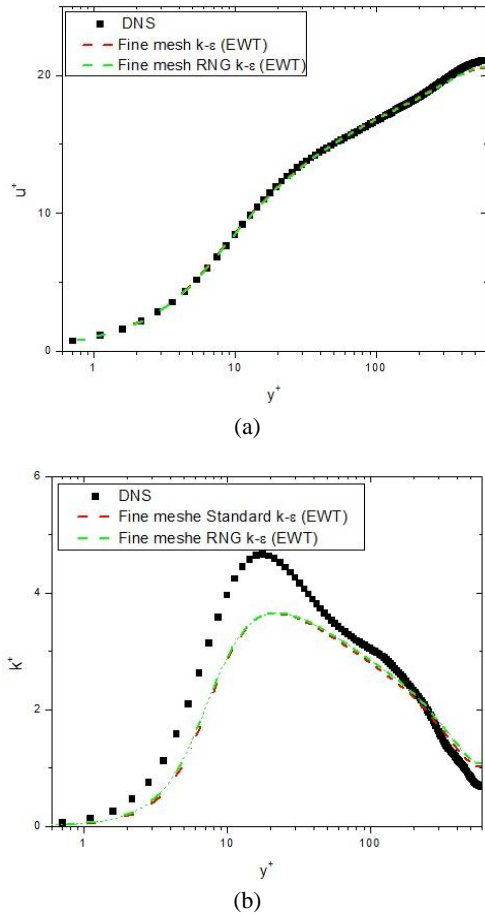 DNS
Fine mesh k-ε (EWT)
Fine mesh RNG k-ε (EWT)
20
10
0
u⁺
1
10
100
y⁺
(a)
6
4
2
0
DNS
Fine meshe Standard k-ε (EWT)
Fine meshe RNG k-ε (EWT)
k⁺
1
10
100
y⁺
(b)